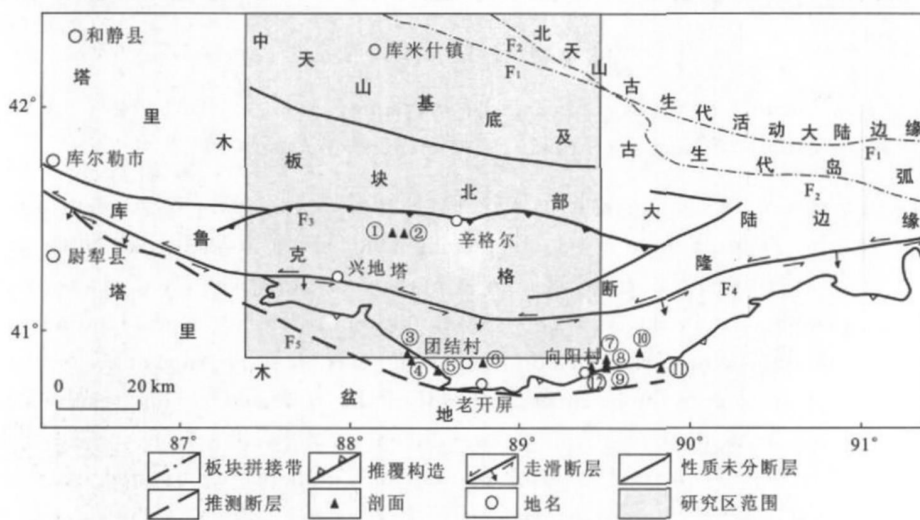 和静县
库米什镇
42°
库尔勒市
尉犁县
辛格尔
兴地塔
团结村
向阳村
老开屏
41°
中天山基底及古生代岛弧
北天山古生代活动大陆边缘
塔里木板块北部大陆边缘
库鲁克塔格断隆
塔里木盆地
F₂
F₁
F₁
F₂
F₃
F₄
F₅
① ②
③
④
⑤
⑥
⑦
⑧
⑨
⑩
⑪
⑫
0 20 km
87° 88° 89° 90° 91°
板块拼接带 推覆构造 走滑断层 性质未分断层
推测断层 剖面 地名 研究区范围